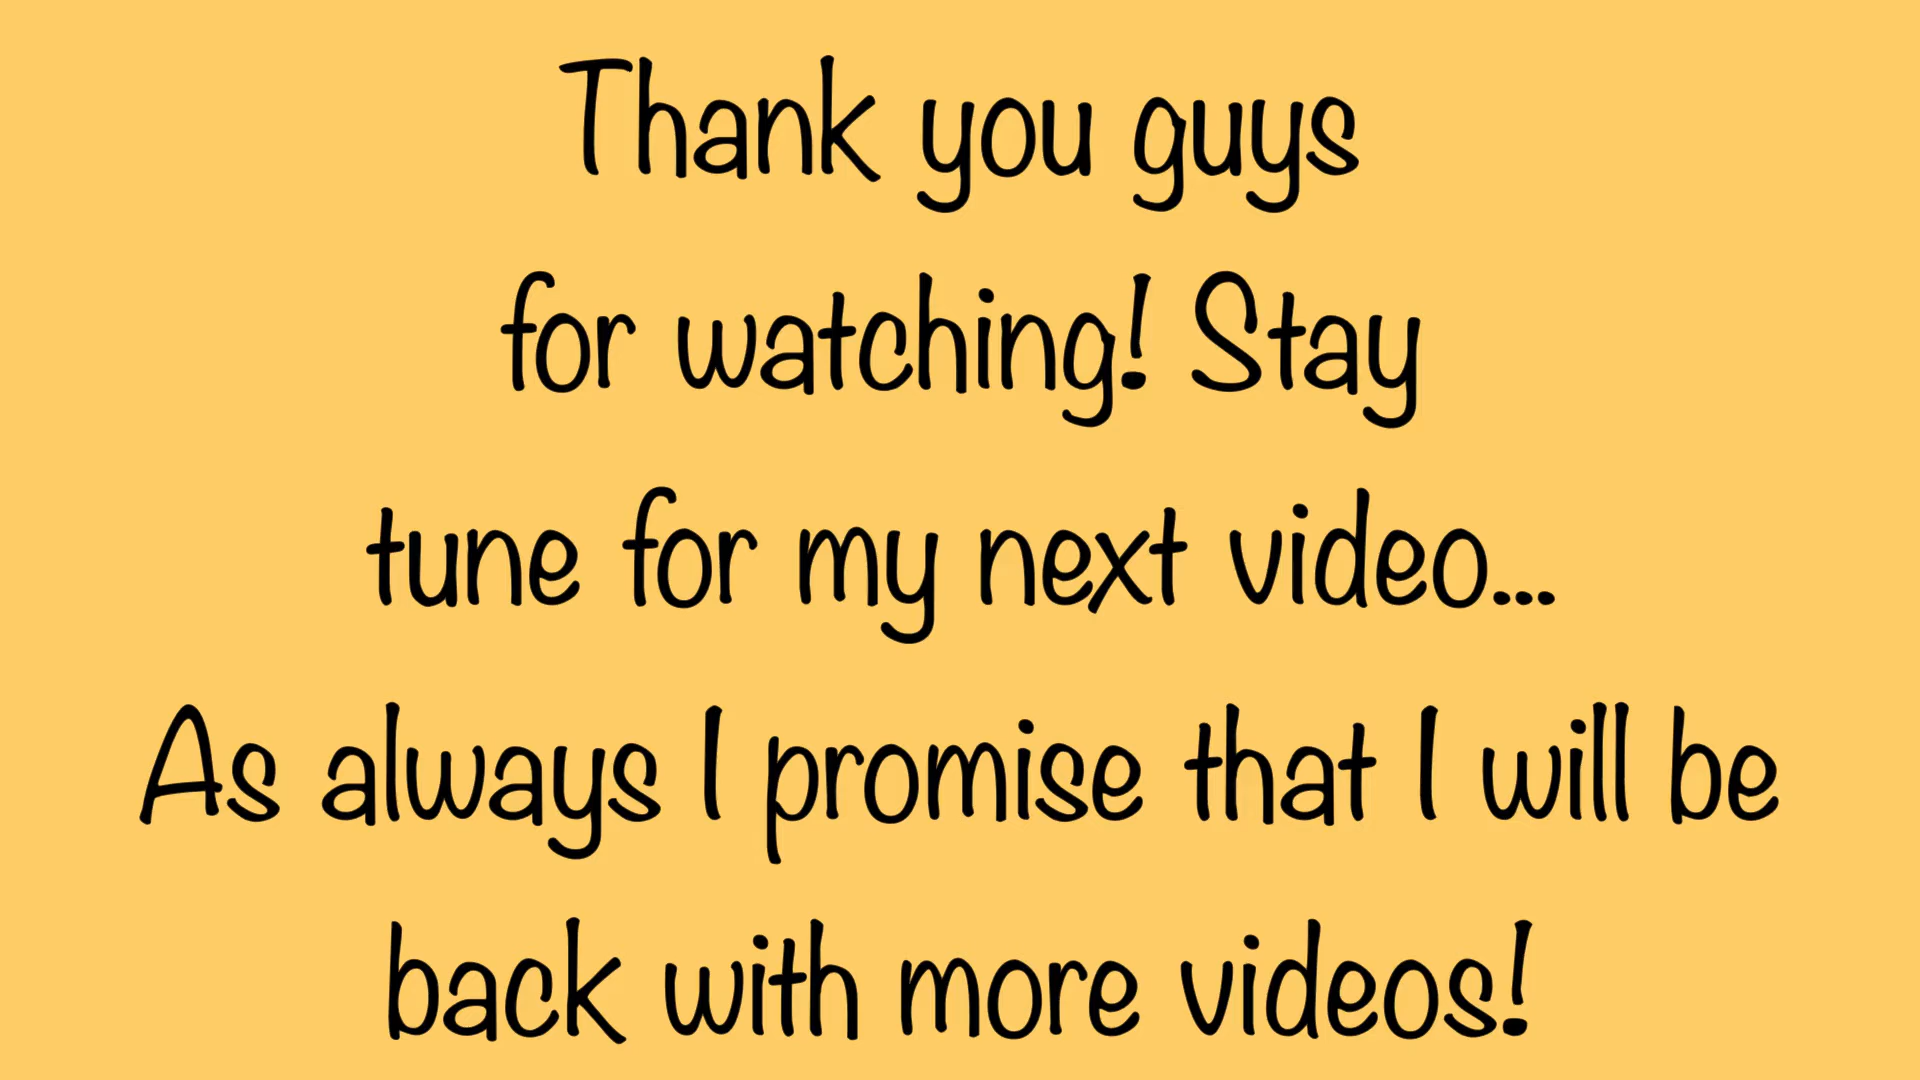 Thank you guys
for watching! Stay
tune for my next video...
As always I promise that I will be
back with more videos!